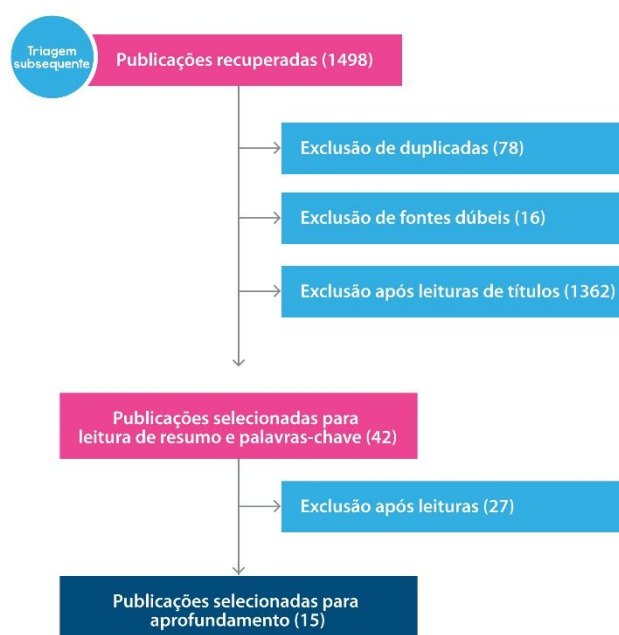 Triagem
subsequente
Publicações recuperadas (1498)
Exclusão de duplicadas (78)
Exclusão de fontes dúbeis (16)
Exclusão após leituras de títulos (1362)
Publicações selecionadas para
leitura de resumo e palavras-chave (42)
Exclusão após leituras (27)
Publicações selecionadas para
aprofundamento (15)